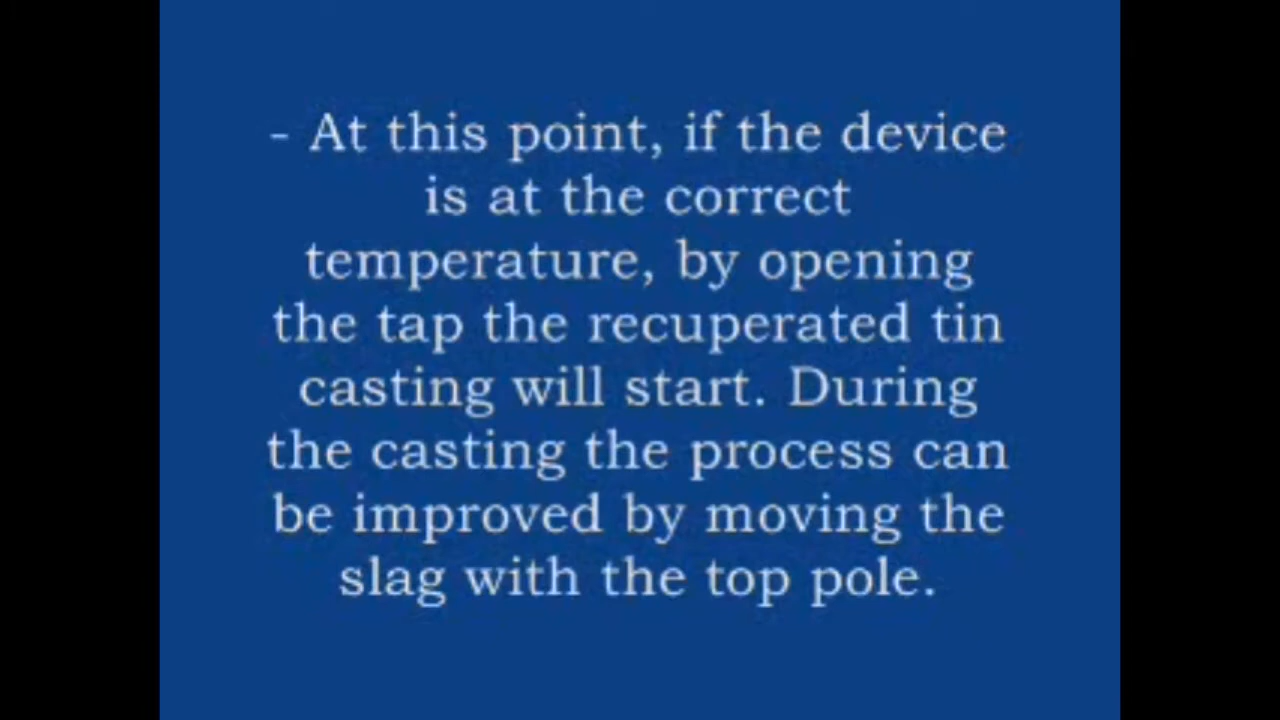 - At this point, if the device
is at the correct
temperature, by opening
the tap the recuperated tin
casting will start. During
the casting the process can
be improved by moving the
slag with the top pole.